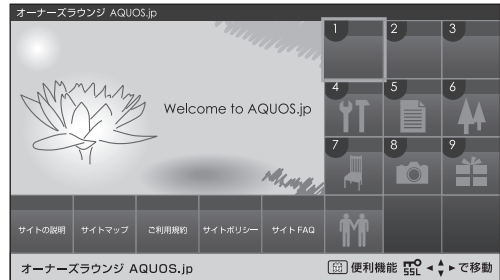 オーナーズラウンジ AQUOS.jp
Welcome to AQUOS.jp
1 2 3
4 5 6
7 8 9
サイトの説明 サイトマップ ご利用規約 サイトポリシー サイト FAQ
オーナーズラウンジ AQUOS.jp 便利機能 SSL で移動